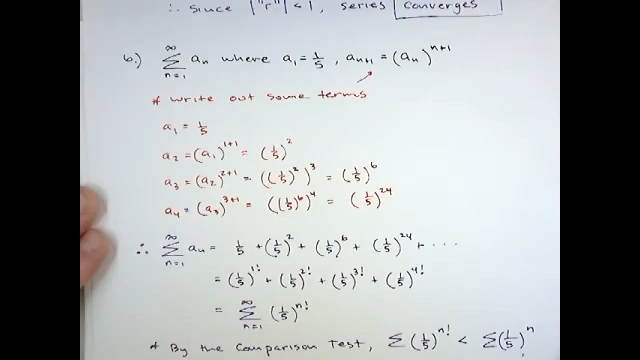 ∴ since |"r"| < 1, series converges
6.) ∑_{n=1}^{∞} a_n where a_1 = 1/5, a_{n+1} = (a_n)^{n+1}
* Write out some terms
a_1 = 1/5
a_2 = (a_1)^{1+1} = (1/5)^2
a_3 = (a_2)^{2+1} = ((1/5)^2)^3 = (1/5)^6
a_4 = (a_3)^{3+1} = ((1/5)^6)^4 = (1/5)^{24}
∴ ∑_{n=1}^{∞} a_n = 1/5 + (1/5)^2 + (1/5)^6 + (1/5)^{24} + ...
= (1/5)^{1!} + (1/5)^{2!} + (1/5)^{3!} + (1/5)^{4!}
= ∑_{n=1}^{∞} (1/5)^{n!}
* By the Comparison Test, ∑(1/5)^{n!} < ∑(1/5)^n